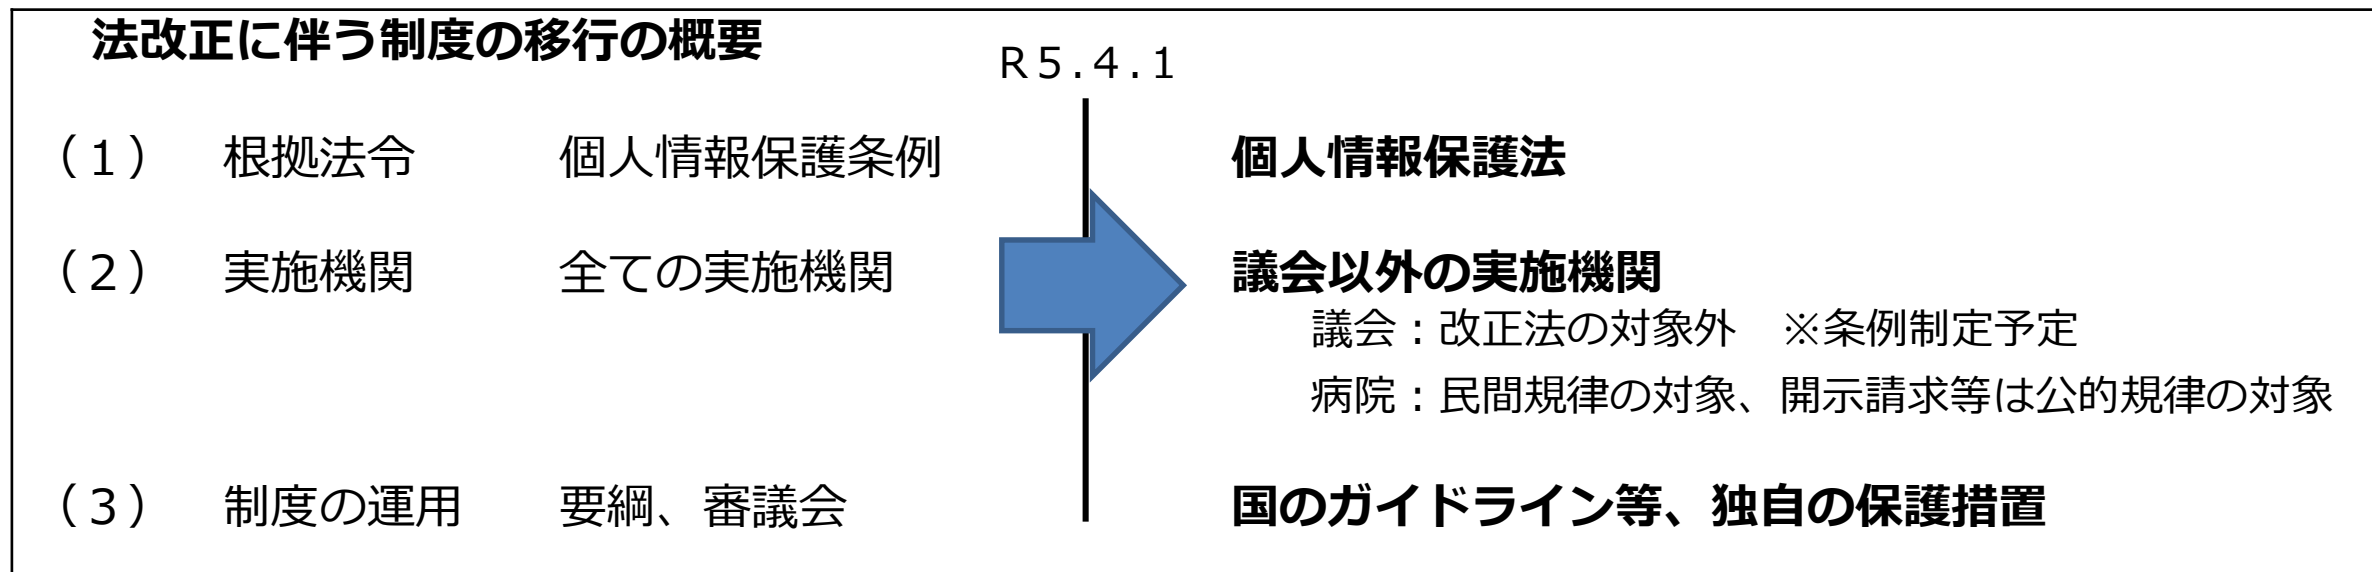 法改正に伴う制度の移行の概要
R5.4.1
（1）　根拠法令　個人情報保護条例　個人情報保護法
（2）　実施機関　全ての実施機関　議会以外の実施機関
議会：改正法の対象外　※条例制定予定
病院：民間規律の対象、開示請求等は公的規律の対象
（3）　制度の運用　要綱、審議会　国のガイドライン等、独自の保護措置